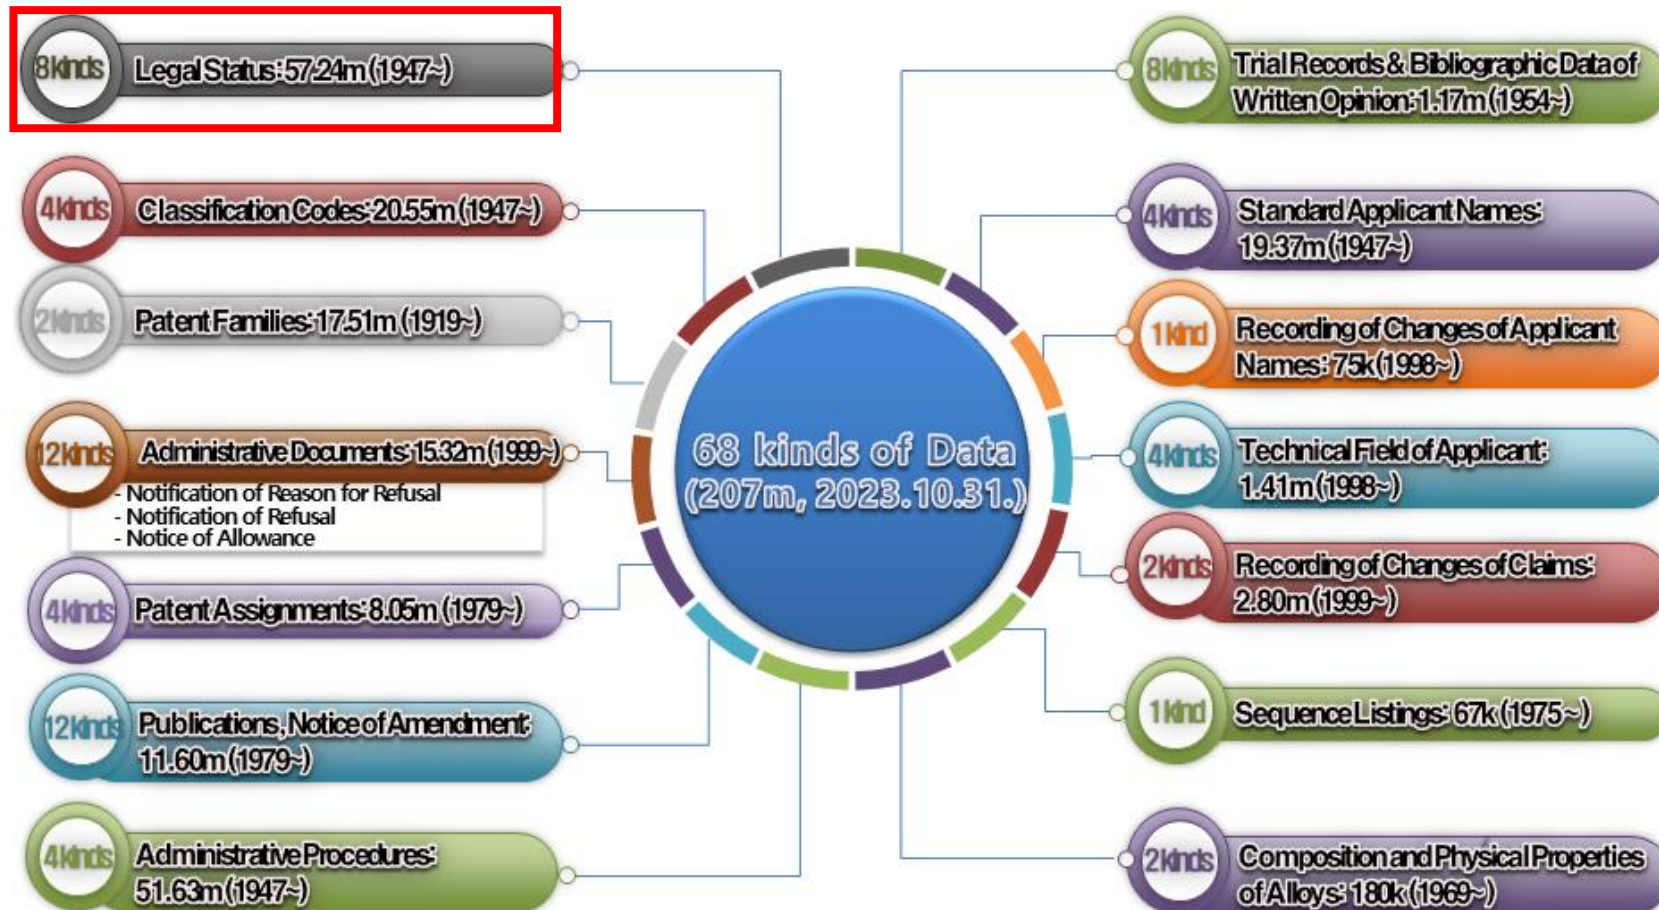 8kinds
Legal Status: 57.24m (1947~)
4kinds
Classification Codes: 20.55m (1947~)
2kinds
Patent Families: 17.51m (1919~)
12kinds
Administrative Documents: 15.32m (1999~)
- Notification of Reason for Refusal
- Notification of Refusal
- Notice of Allowance
4kinds
Patent Assignments: 8.05m (1979~)
12kinds
Publications, Notice of Amendment:
11.60m (1979~)
4kinds
Administrative Procedures:
51.63m (1947~)
68 kinds of Data
(207m, 2023.10.31.)
8kinds
Trial Records & Bibliographic Data of
Written Opinion: 1.17m (1954~)
4kinds
Standard Applicant Names:
19.37m (1947~)
1 kind
Recording of Changes of Applicant
Names: 75k (1998~)
4kinds
Technical Field of Applicant:
1.41m (1998~)
2kinds
Recording of Changes of Claims:
2.80m (1999~)
1 kind
Sequence Listings: 67k (1975~)
2kinds
Composition and Physical Properties
of Alloys: 180k (1969~)